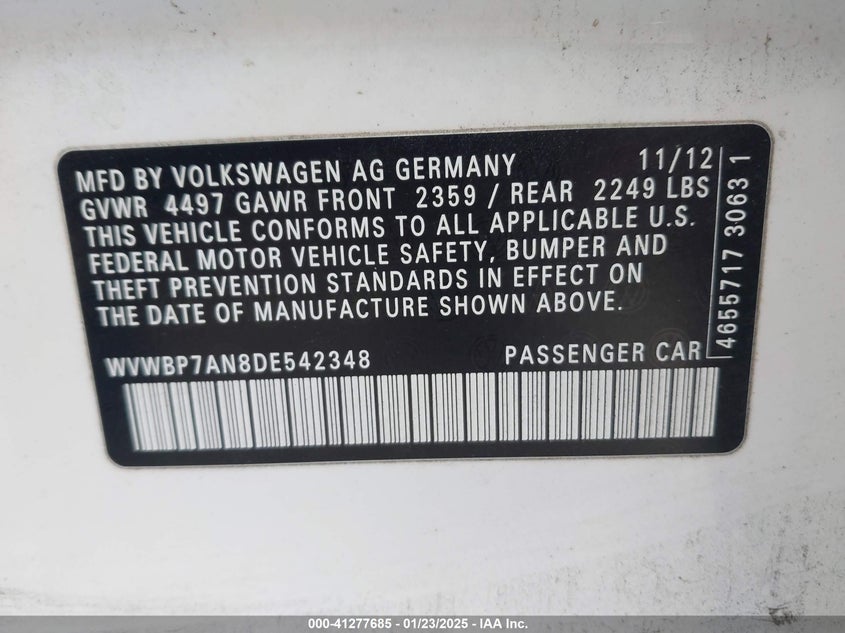 MFD BY VOLKSWAGEN AG GERMANY 11/12
GVWR 4497 GAWR FRONT 2359 / REAR 2249 LBS
THIS VEHICLE CONFORMS TO ALL APPLICABLE U.S.
FEDERAL MOTOR VEHICLE SAFETY, BUMPER AND
THEFT PREVENTION STANDARDS IN EFFECT ON
THE DATE OF MANUFACTURE SHOWN ABOVE.
WVWBP7AN8DE542348 PASSENGER CAR
4655717 30631
000-41277685 - 01/23/2025 - IAA Inc.